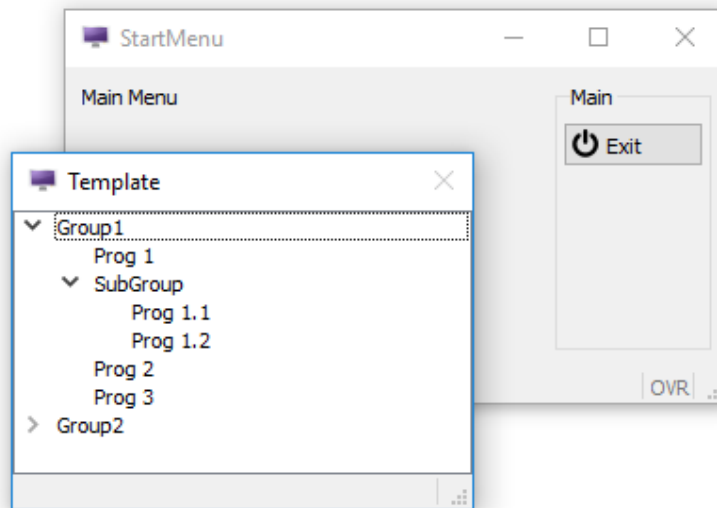 StartMenu
Main Menu
Main
Exit
Template
Group1
Prog 1
SubGroup
Prog 1.1
Prog 1.2
Prog 2
Prog 3
Group2
OVR